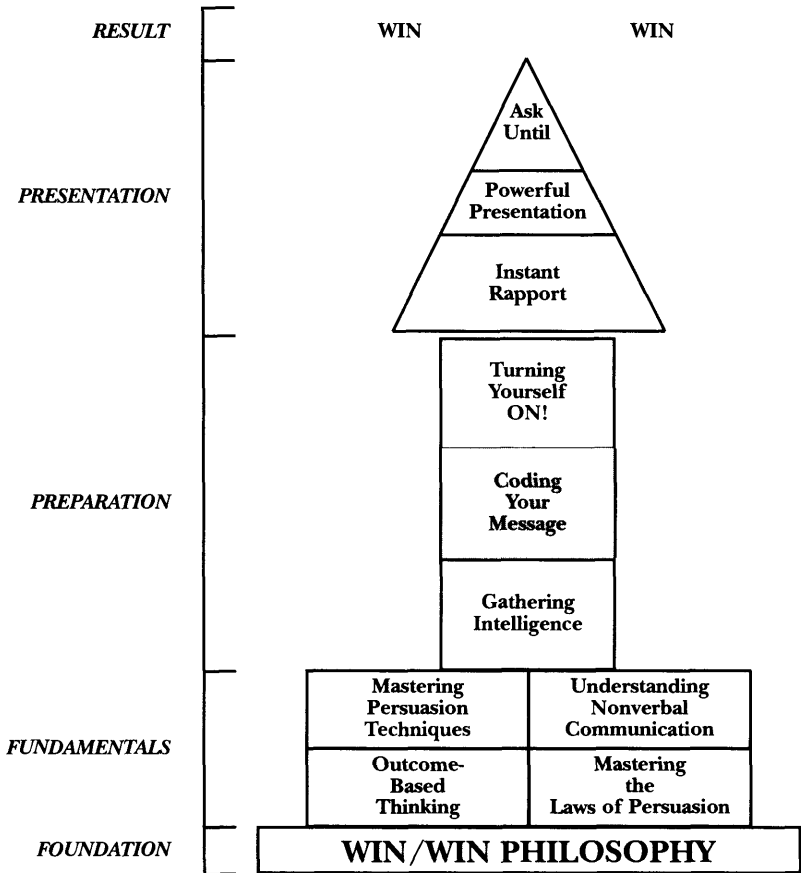 RESULT
WIN WIN
Ask
Until
PRESENTATION
Powerful
Presentation
Instant
Rapport
Turning
Yourself
ON!
PREPARATION
Coding
Your
Message
Gathering
Intelligence
FUNDAMENTALS
Mastering
Persuasion
Techniques
Understanding
Nonverbal
Communication
Outcome-
Based
Thinking
Mastering
the
Laws of Persuasion
FOUNDATION
WIN/WIN PHILOSOPHY